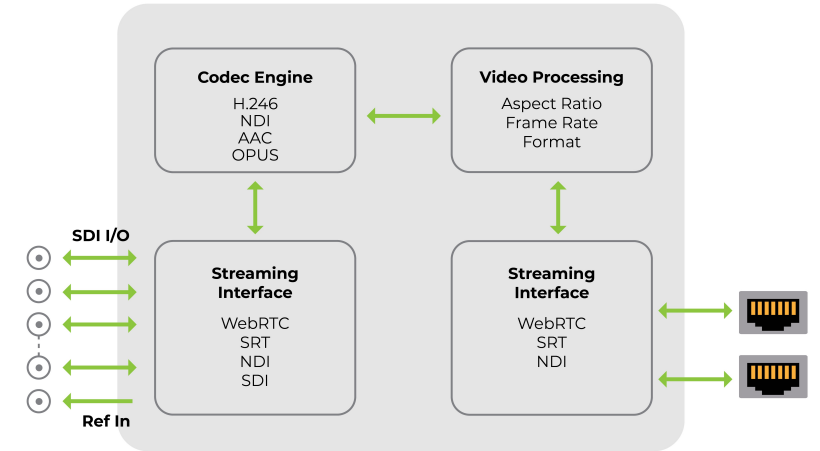 Codec Engine
H.246
NDI
AAC
OPUS
Video Processing
Aspect Ratio
Frame Rate
Format
SDI I/O
Ref In
Streaming
Interface
WebRTC
SRT
NDI
SDI
Streaming
Interface
WebRTC
SRT
NDI